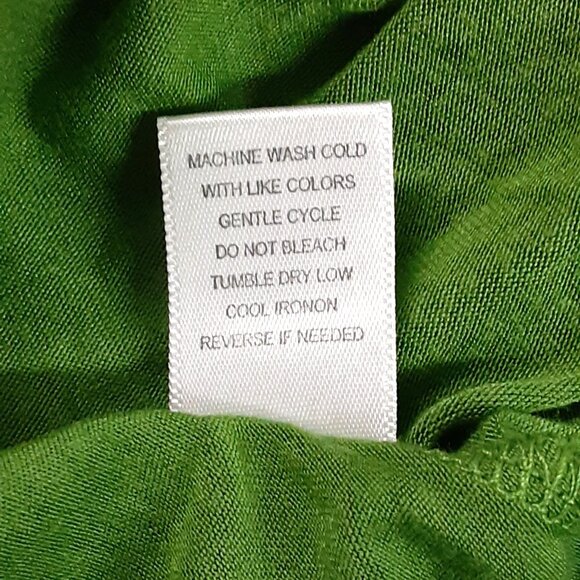 MACHINE WASH COLD
WITH LIKE COLORS
GENTLE CYCLE
DO NOT BLEACH
TUMBLE DRY LOW
COOL IRONON
REVERSE IF NEEDED